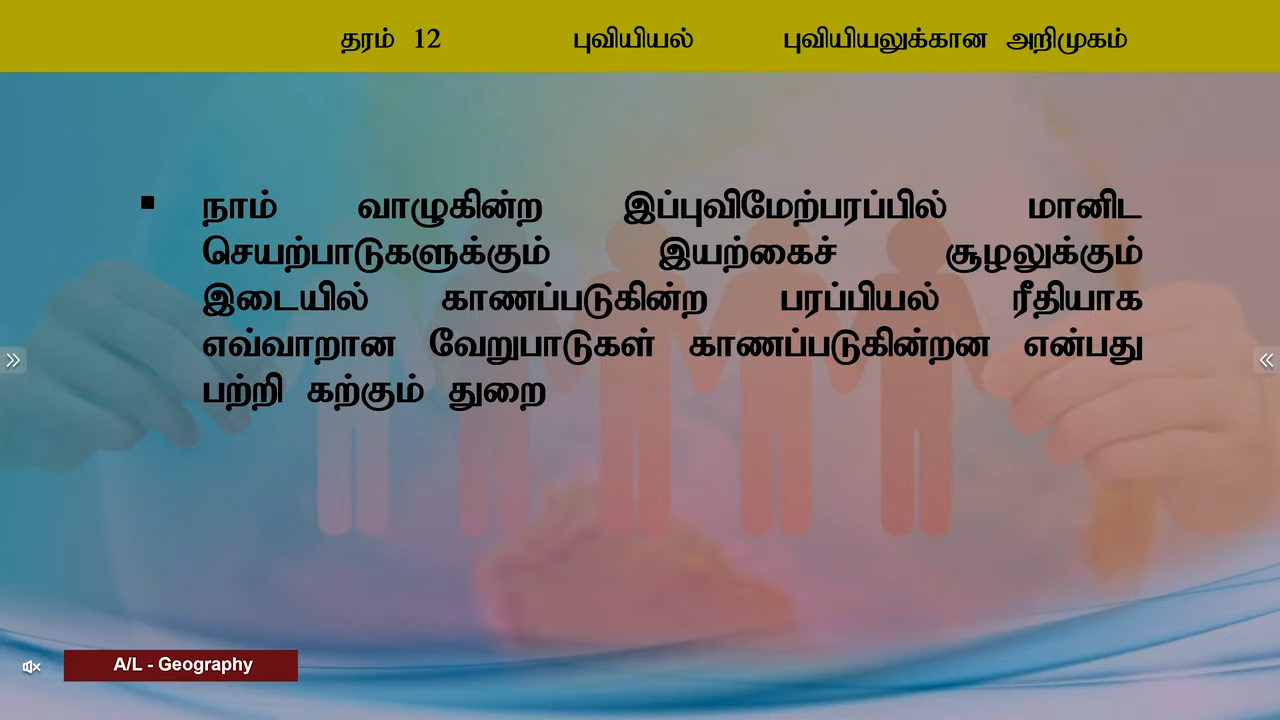 தரம் 12 புவியியல் புவியியலுக்கான அறிமுகம்
▪ நாம் வாழுகின்ற இப்புவிமேற்பரப்பில் மானிட
செயற்பாடுகளுக்கும் இயற்கைச் சூழலுக்கும்
இடையில் காணப்படுகின்ற பரப்பியல் ரீதியாக
எவ்வாறான வேறுபாடுகள் காணப்படுகின்றன என்பது
பற்றி கற்கும் துறை
A/L - Geography